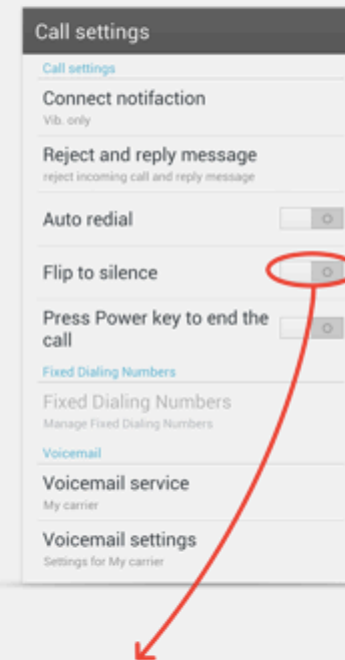 Call settings
Call settings
Connect notifaction
Vib. only
Reject and reply message
reject incoming call and reply message
Auto redial
Flip to silence
Press Power key to end the
call
Fixed Dialing Numbers
Fixed Dialing Numbers
Manage Fixed Dialing Numbers
Voicemail
Voicemail service
My carrier
Voicemail settings
Settings for My carrier